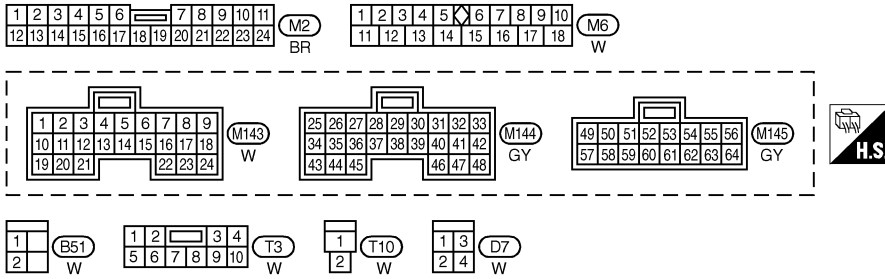 1 2 3 4 5 6 7 8 9 10 11
12 13 14 15 16 17 18 19 20 21 22 23 24
M2
BR
1 2 3 4 5 6 7 8 9 10
11 12 13 14 15 16 17 18
M6
W
1 2 3 4 5 6 7 8 9
10 11 12 13 14 15 16 17 18
19 20 21 22 23 24
M143
W
25 26 27 28 29 30 31 32 33
34 35 36 37 38 39 40 41 42
43 44 45 46 47 48
M144
GY
49 50 51 52 53 54 55 56
57 58 59 60 61 62 63 64
M145
GY
H.S.
1
2
B51
W
1 2 3 4
5 6 7 8 9 10
T3
W
1
2
T10
W
1 3
2 4
D7
W